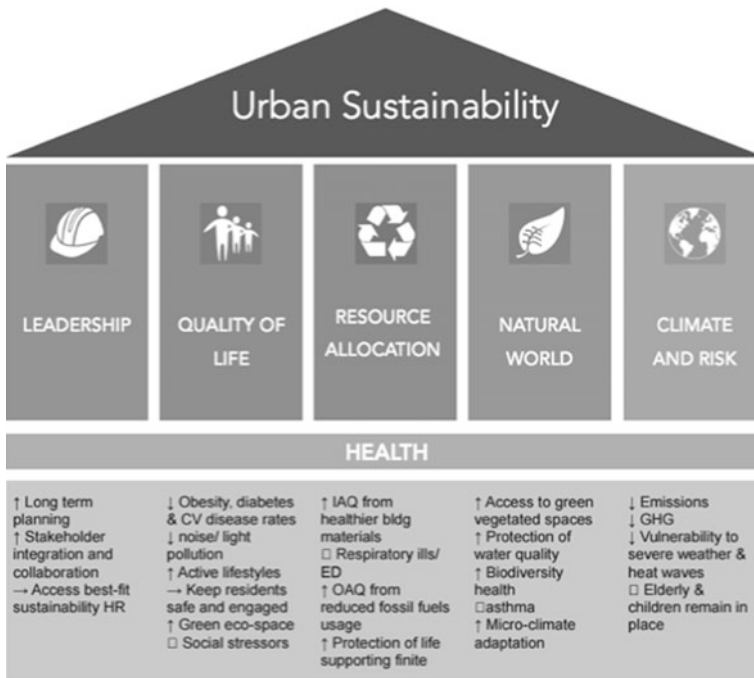 Urban Sustainability
LEADERSHIP
QUALITY OF
LIFE
RESOURCE
ALLOCATION
NATURAL
WORLD
CLIMATE
AND RISK
HEALTH
↑ Long term
planning
↑ Stakeholder
integration and
collaboration
→ Access best-fit
sustainability HR
↓ Obesity, diabetes
& CV disease rates
↓ noise/ light
pollution
↑ Active lifestyles
→ Keep residents
safe and engaged
↑ Green eco-space
□ Social stressors
↑ IAQ from
healthier bldg
materials
□ Respiratory ills/
ED
↑ OAQ from
reduced fossil fuels
usage
↑ Protection of life
supporting finite
↑ Access to green
vegetated spaces
↑ Protection of
water quality
↑ Biodiversity
health
□asthma
↑ Micro-climate
adaptation
↓ Emissions
↓ GHG
↓ Vulnerability to
severe weather &
heat waves
□ Elderly &
children remain in
place